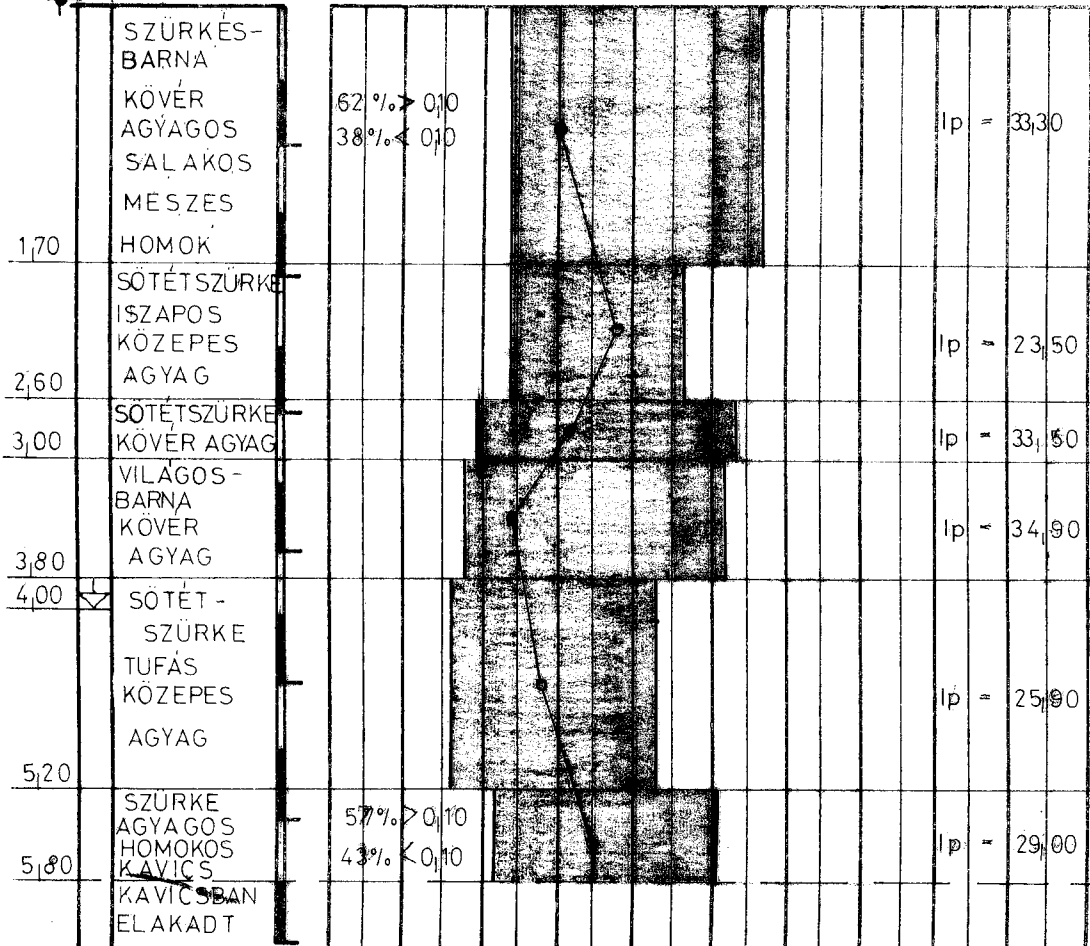 SZÜRKÉS-
BARNA
KÖVÉR
AGYAGOS
SALAKOS
MESZES
HOMOK
62 % > 0,10
38 % < 0,10
Ip = 33,30
1,70
SÖTÉTSZÜRKE
ISZAPOS
KÖZEPES
AGYAG
Ip = 23,50
2,60
SÖTÉTSZÜRKE
KÖVÉR AGYAG
Ip = 33,50
3,00
VILÁGOS-
BARNA
KÖVÉR
AGYAG
Ip = 34,90
3,80
4,00
SÖTÉT-
SZÜRKE
TUFÁS
KÖZEPES
AGYAG
Ip = 25,90
5,20
SZÜRKE
AGYAGOS
HOMOKOS
KAVICS
57% > 0,10
43% < 0,10
Ip = 29,00
5,80
KAVICSBAN
ELAKADT